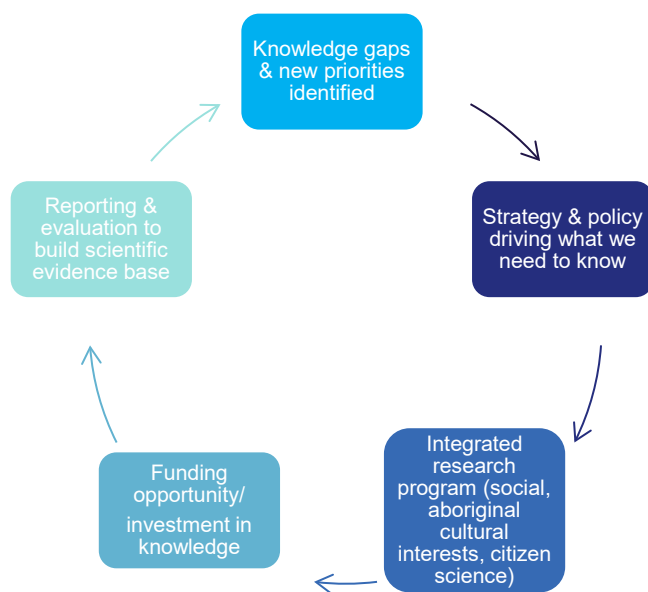 Knowledge gaps
& new priorities
identified
Strategy & policy
driving what we
need to know
Integrated
research
program (social,
aboriginal
cultural
interests, citizen
science)
Funding
opportunity/
investment in
knowledge
Reporting &
evaluation to
build scientific
evidence base